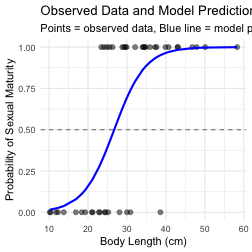 Observed Data and Model Prediction
Points = observed data, Blue line = model p
Probability of Sexual Maturity
1.00
0.75
0.50
0.25
0.00
10 20 30 40 50 60
Body Length (cm)